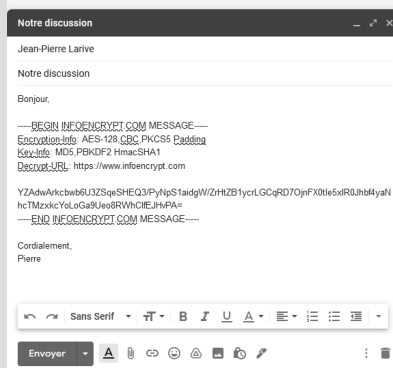 Notre discussion
Jean-Pierre Larive
Notre discussion
Bonjour,
-----BEGIN INFOENCRYPT.COM MESSAGE-----
Encryption-Info: AES-128,CBC,PKCS5 Padding
Key-Info: MD5,PBKDF2 HmacSHA1
Decrypt-URL: https://www.infoencrypt.com
YZAdwArkcbwb6U3ZSqeSHEQ3/PyNpS1aidgW/ZrHtZB1ycrLGCqRD7OjnFX0tle5xlR0Jhbf4yaN
hcTMzxkcYoLoGa9Ueo8RWhClfEJHvPA=
-----END INFOENCRYPT.COM MESSAGE-----
Cordialement,
Pierre
Sans Serif
B I U A
Envoyer A